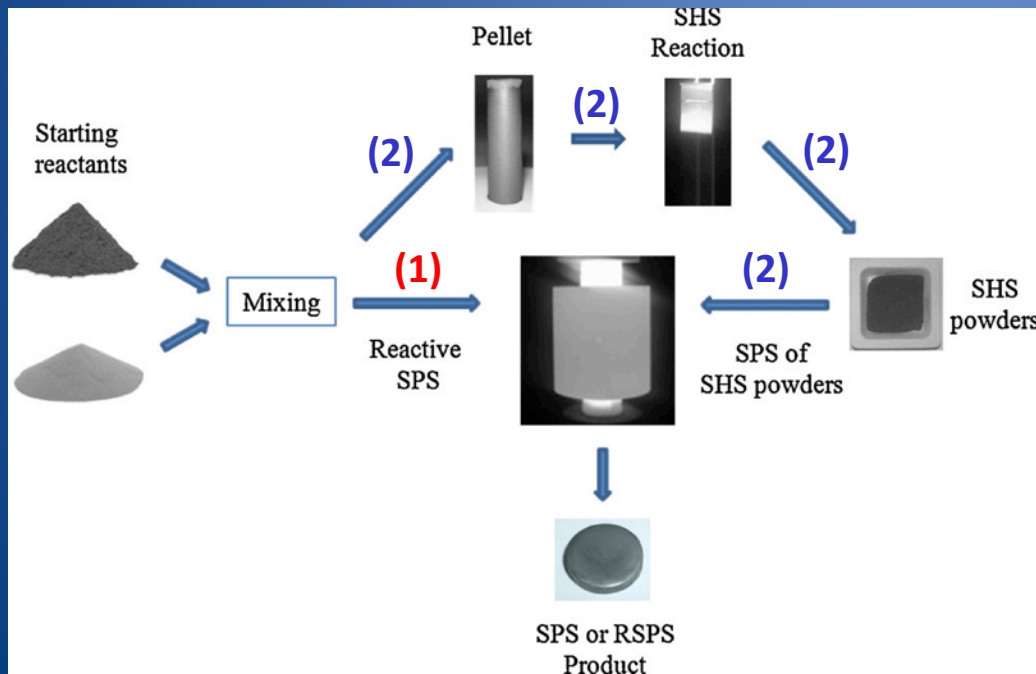 SHS
Reaction
Pellet
(2)
Starting
reactants
(2)
(2)
(1)
(2)
Mixing
SHS
powders
Reactive
SPS
SPS of
SHS powders
SPS or RSPS
Product